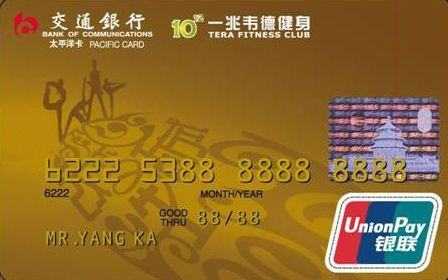 交通銀行
BANK OF COMMUNICATIONS
太平洋卡 PACIFIC CARD
10¹² 一兆韦德健身
TERA FITNESS CLUB
6222 5388 8888 8888
6222
MONTH/YEAR
GOOD THRU 88/88
MR.YANG KA
UnionPay
银联